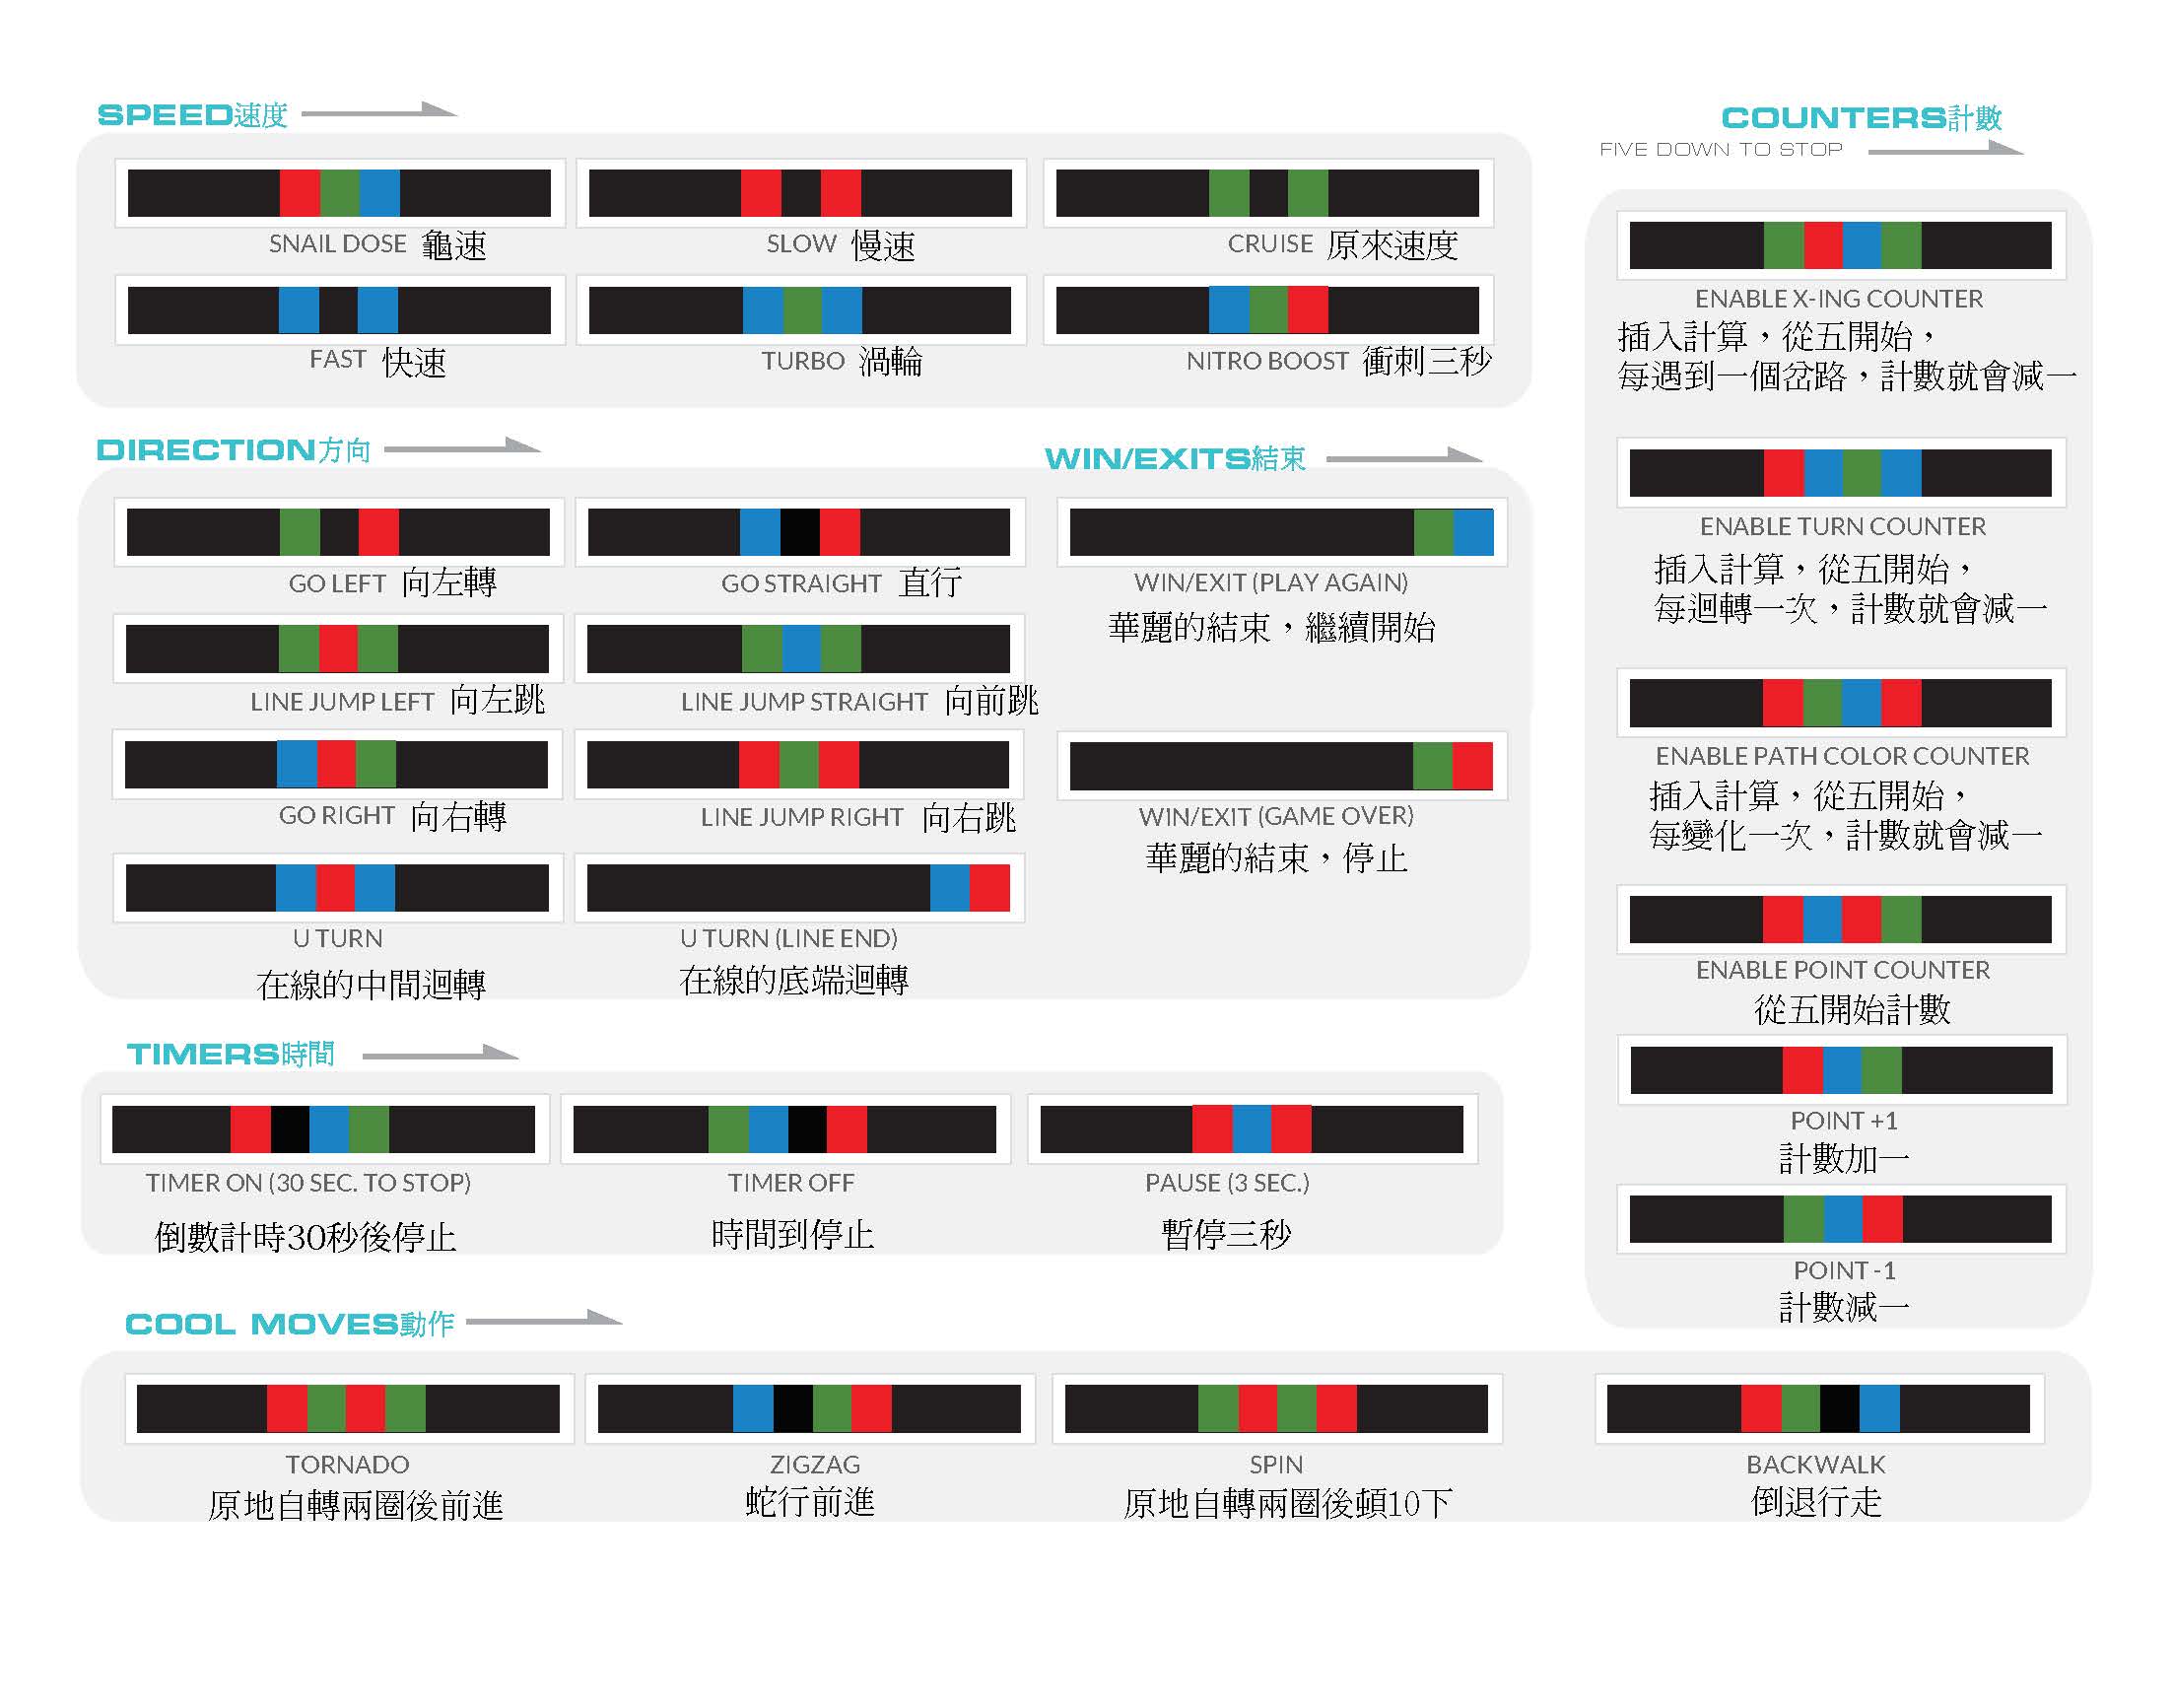 SPEED速度
SNAIL DOSE 龜速
SLOW 慢速
CRUISE 原來速度
FAST 快速
TURBO 渦輪
NITRO BOOST 衝刺三秒
DIRECTION方向
GO LEFT 向左轉
GO STRAIGHT 直行
LINE JUMP LEFT 向左跳
LINE JUMP STRAIGHT 向前跳
GO RIGHT 向右轉
LINE JUMP RIGHT 向右跳
U TURN
在線的中間迴轉
U TURN (LINE END)
在線的底端迴轉
WIN/EXITS結束
WIN/EXIT (PLAY AGAIN)
華麗的結束，繼續開始
WIN/EXIT (GAME OVER)
華麗的結束，停止
TIMERS時間
TIMER ON (30 SEC. TO STOP)
倒數計時30秒後停止
TIMER OFF
時間到停止
PAUSE (3 SEC.)
暫停三秒
COUNTERS計數
FIVE DOWN TO STOP
ENABLE X-ING COUNTER
插入計算，從五開始，
每遇到一個岔路，計數就會減一
ENABLE TURN COUNTER
插入計算，從五開始，
每迴轉一次，計數就會減一
ENABLE PATH COLOR COUNTER
插入計算，從五開始，
每變化一次，計數就會減一
ENABLE POINT COUNTER
從五開始計數
POINT +1
計數加一
POINT -1
計數減一
COOL MOVES動作
TORNADO
原地自轉兩圈後前進
ZIGZAG
蛇行前進
SPIN
原地自轉兩圈後頓10下
BACKWALK
倒退行走